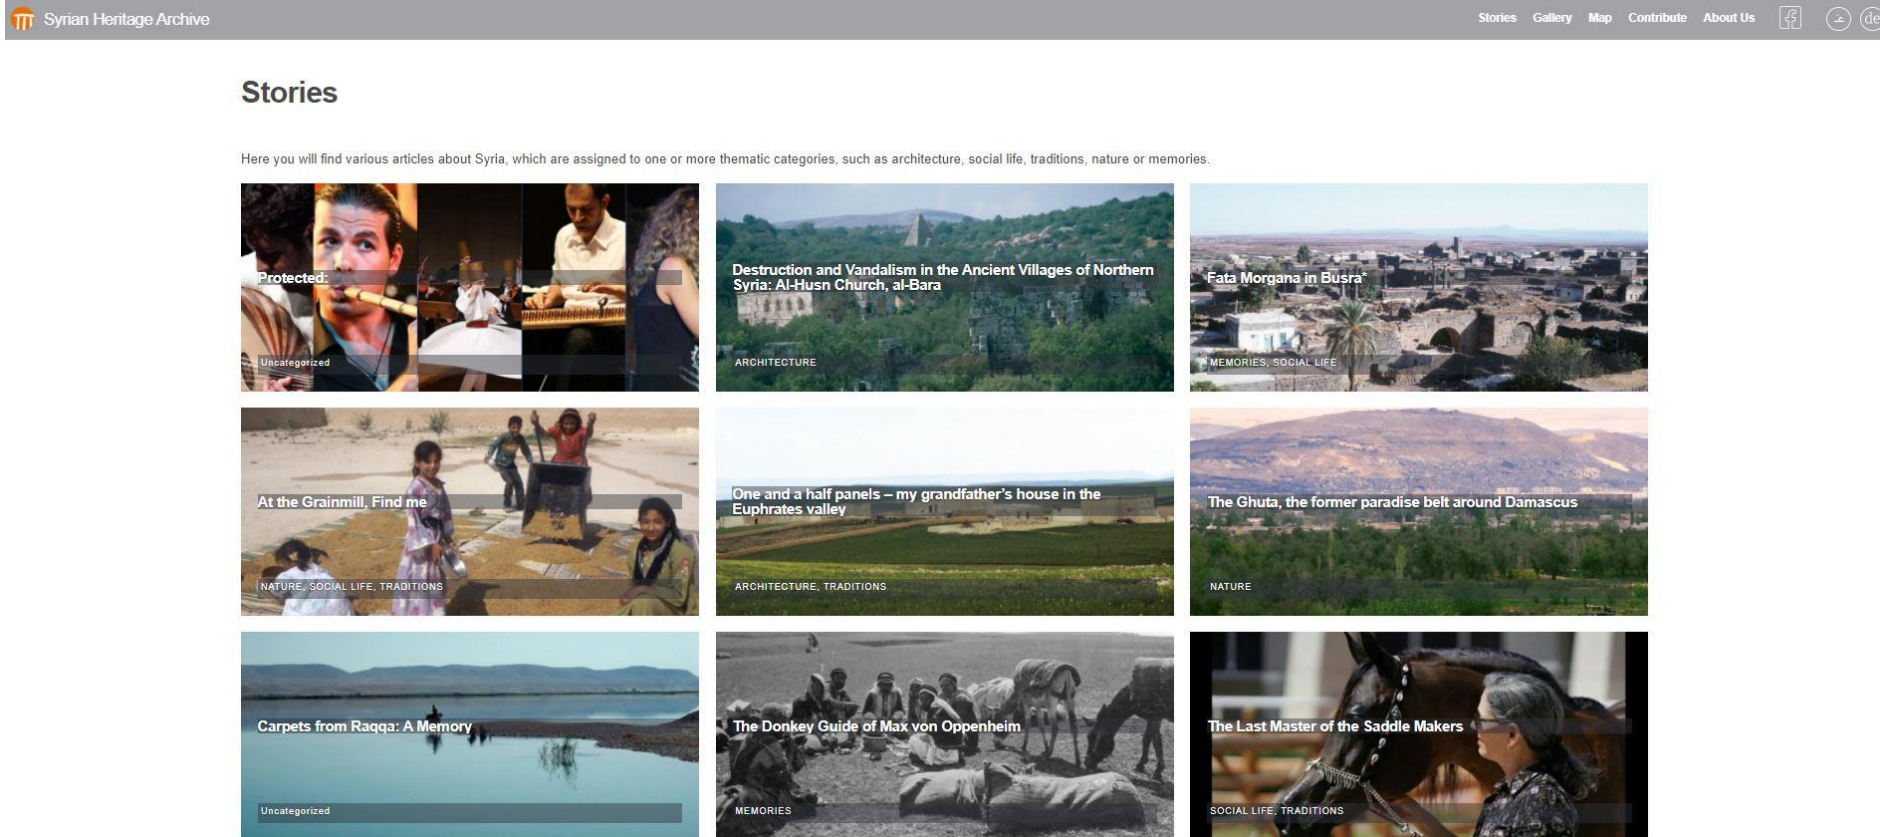 Syrian Heritage Archive
Stories Gallery Map Contribute About Us
de
Stories
Here you will find various articles about Syria, which are assigned to one or more thematic categories, such as architecture, social life, traditions, nature or memories.
Protected:
Uncategorized
Destruction and Vandalism in the Ancient Villages of Northern
Syria: Al-Husn Church, al-Bara
ARCHITECTURE
Fata Morgana in Busra*
MEMORIES, SOCIAL LIFE
At the Grainmill, Find me
NATURE, SOCIAL LIFE, TRADITIONS
One and a half panels – my grandfather’s house in the
Euphrates valley
ARCHITECTURE, TRADITIONS
The Ghuta, the former paradise belt around Damascus
NATURE
Carpets from Raqqa: A Memory
Uncategorized
The Donkey Guide of Max von Oppenheim
MEMORIES
The Last Master of the Saddle Makers
SOCIAL LIFE, TRADITIONS